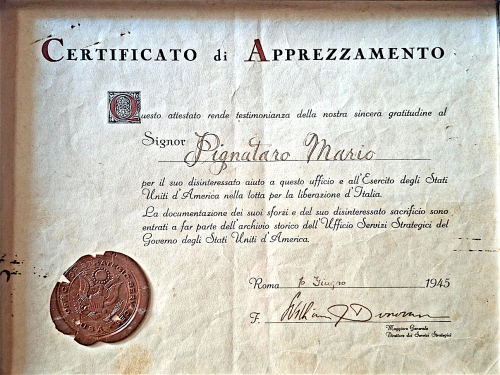 CERTIFICATO di APPREZZAMENTO
Questo attestato rende testimonianza della nostra sincera gratitudine al
Signor Pignataro Mario
per il suo disinteressato aiuto a questo ufficio e all'Esercito degli Stati
Uniti d'America nella lotta per la liberazione d'Italia.
La documentazione dei suoi sforzi e del suo disinteressato sacrificio sono
entrati a far parte dell'archivio storico dell'Ufficio Servizi Strategici del
Governo degli Stati Uniti d'America.
Roma Giugno 1945
F. William J Donovan
Maggiore Generale
Direttore dei Servizi Strategici